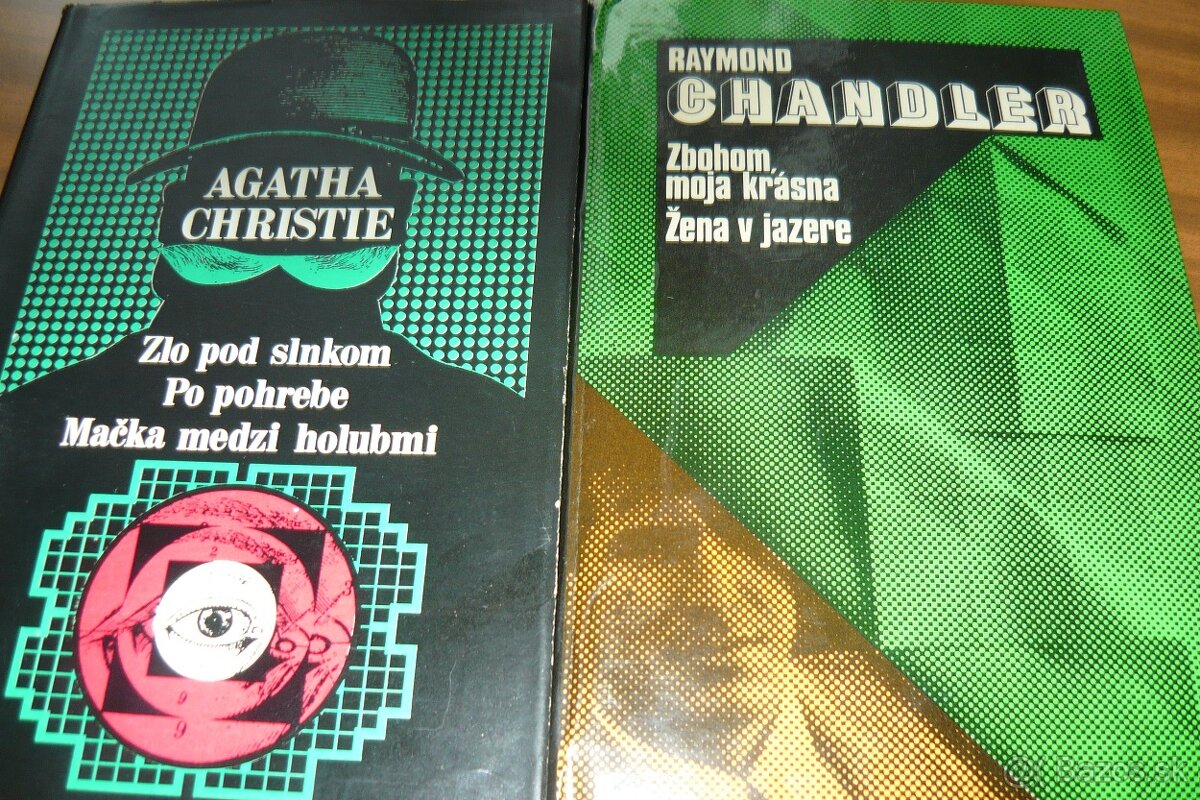 AGATHA
CHRISTIE
Zlo pod slnkom
Po pohrebe
Mačka medzi holubmi
RAYMOND
CHANDLER
Zbohom,
moja krásna
Žena v jazere